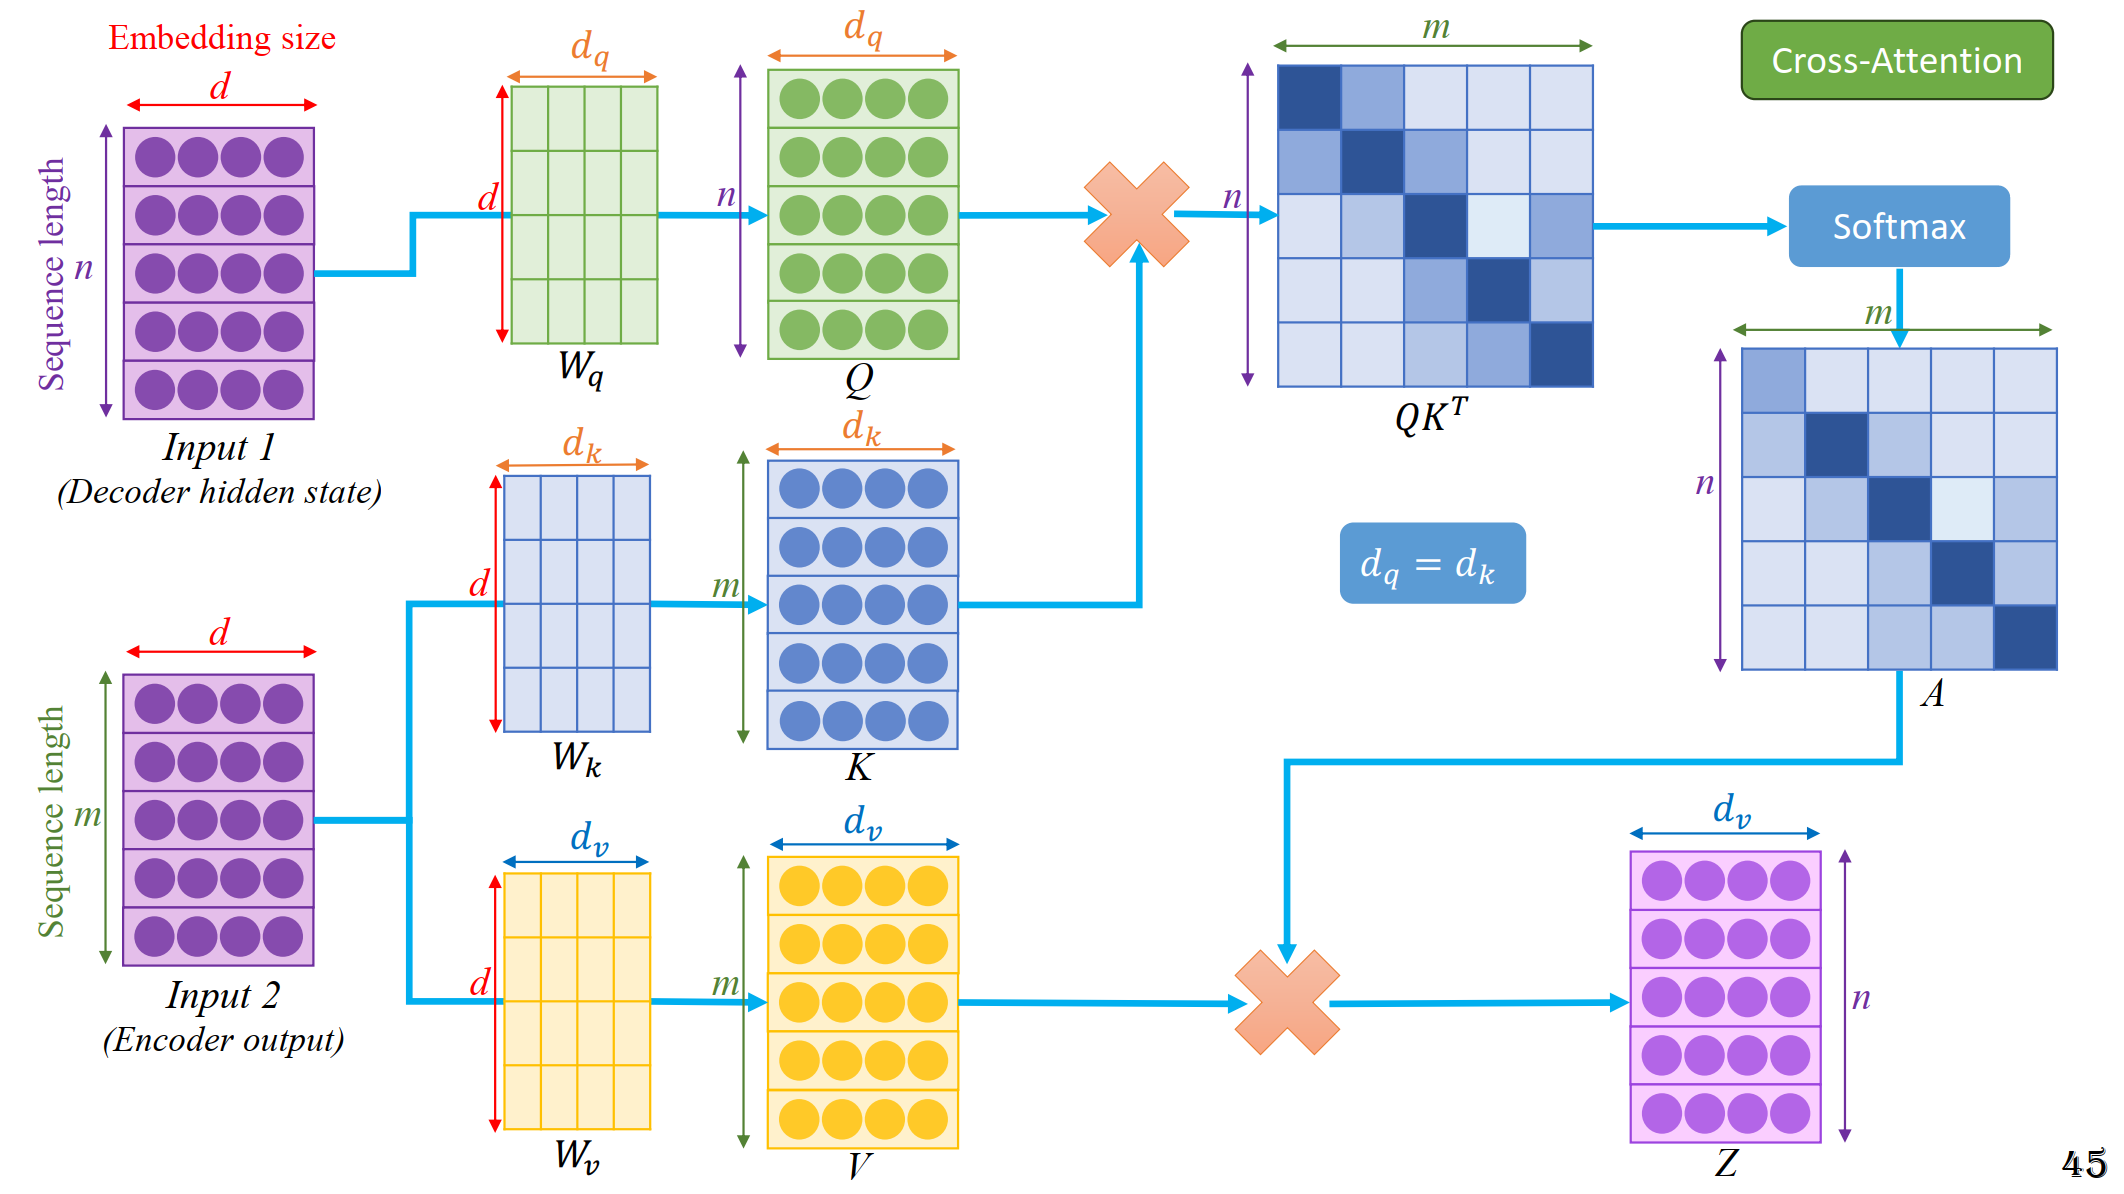 Embedding size
d
Sequence length
n
Input 1
(Decoder hidden state)
d
Sequence length
m
Input 2
(Encoder output)
d_q
d
W_q
d_q
n
Q
d_k
d
W_k
d_k
m
K
d_v
d
W_v
d_v
m
V
m
n
QK^T
d_q = d_k
Cross-Attention
Softmax
m
n
A
d_v
n
Z
45